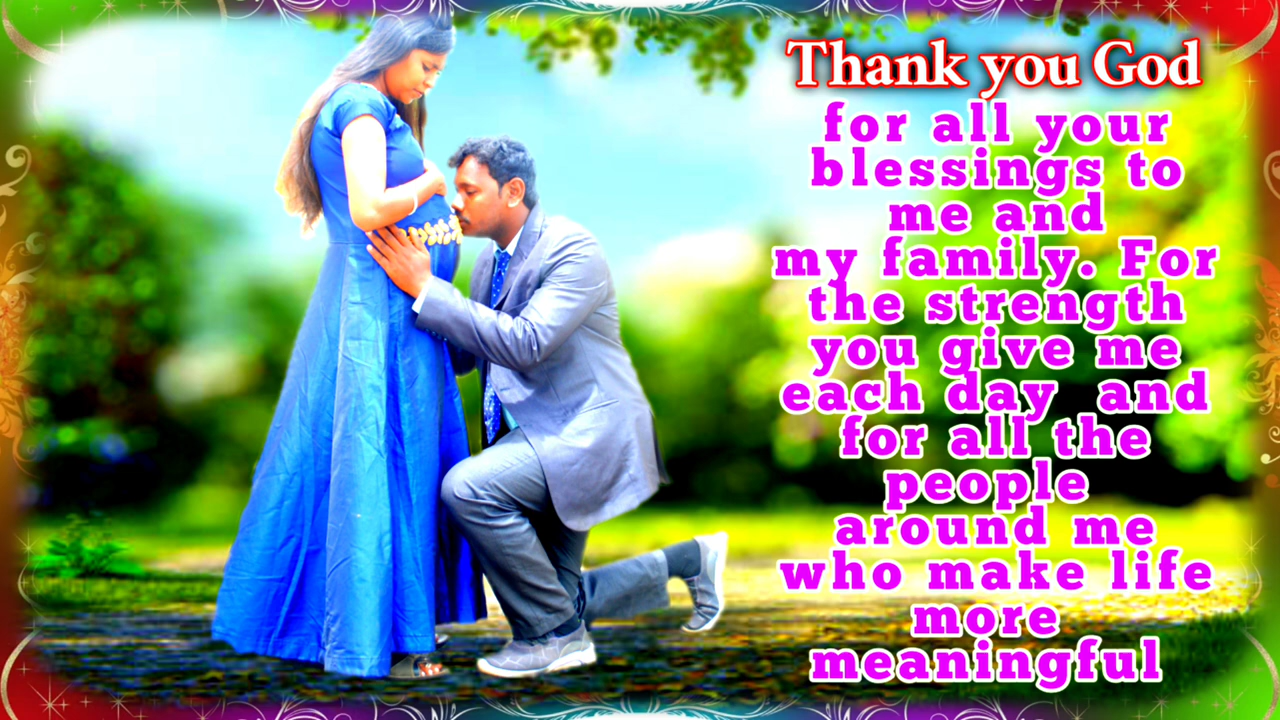 Thank you God
for all your
blessings to
me and
my family. For
the strength
you give me
each day  and
for all the
people
around me
who make life
more
meaningful